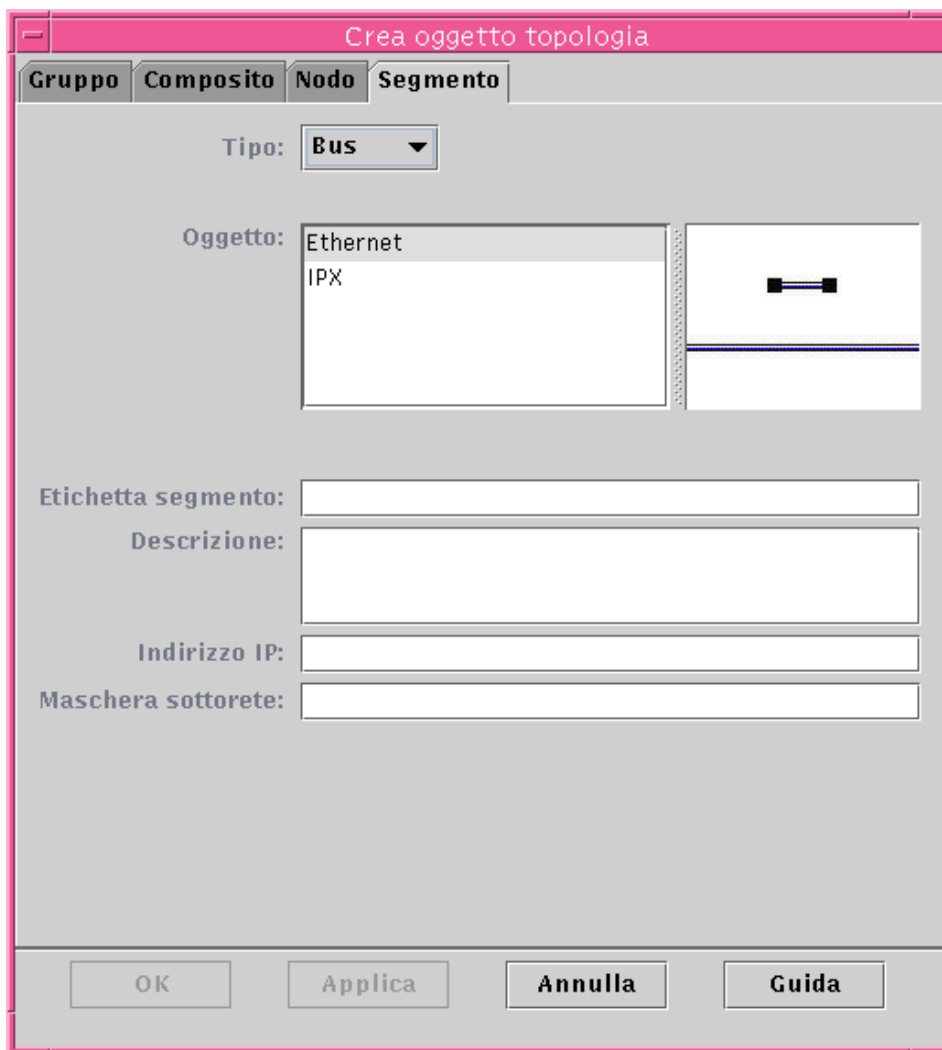 Crea oggetto topologia
Gruppo Composito Nodo Segmento
Tipo: Bus
Oggetto: Ethernet
IPX
Etichetta segmento:
Descrizione:
Indirizzo IP:
Maschera sottorete:
OK Applica Annulla Guida